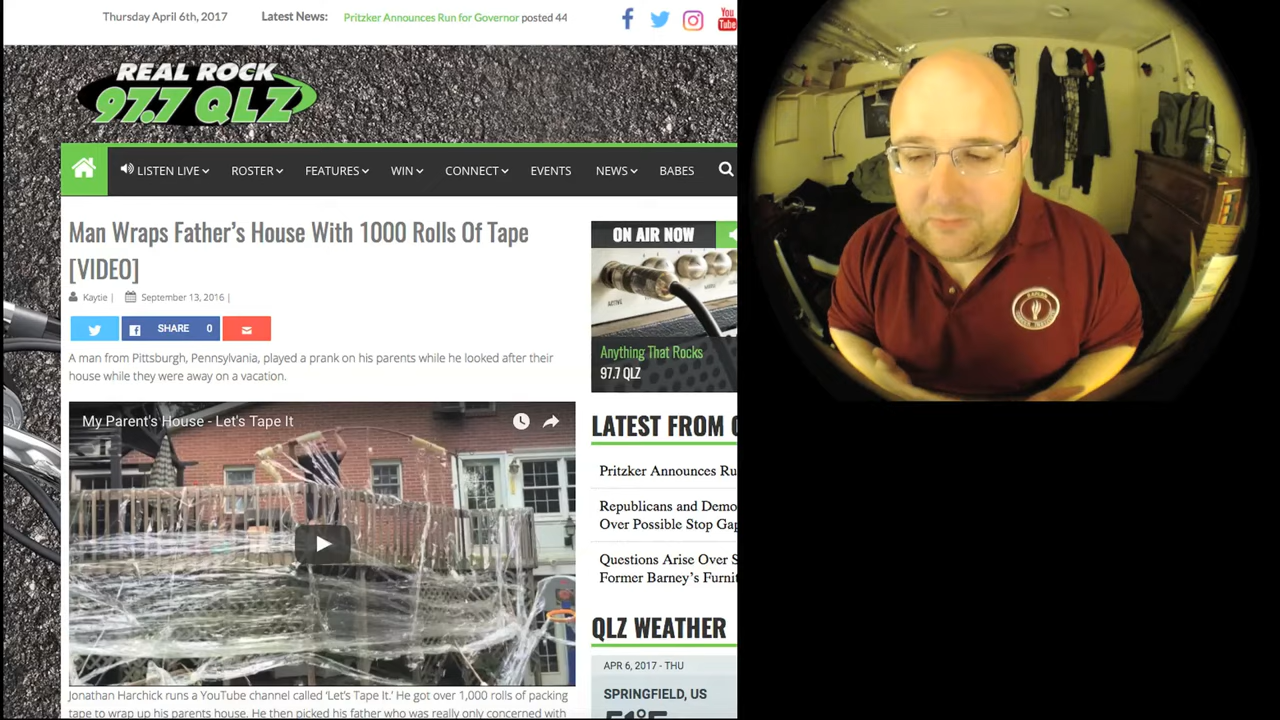 Thursday April 6th, 2017
Latest News: Pritzker Announces Run for Governor posted 44
You
Tube
REAL ROCK
97.7 QLZ
LISTEN LIVE
ROSTER
FEATURES
WIN
CONNECT
EVENTS
NEWS
BABES
Man Wraps Father's House With 1000 Rolls Of Tape
[VIDEO]
Kaytie | September 13, 2016 |
SHARE 0
A man from Pittsburgh, Pennsylvania, played a prank on his parents while he looked after their
house while they were away on a vacation.
My Parent's House - Let's Tape It
Jonathan Harchick runs a YouTube channel called 'Let's Tape It.' He got over 1,000 rolls of packing
tape to wrap up his parents house. He then picked his father who was really only concerned with
ON AIR NOW
Anything That Rocks
97.7 QLZ
LATEST FROM
Pritzker Announces Ru
Republicans and Demo
Over Possible Stop Gap
Questions Arise Over S
Former Barney's Furnit
QLZ WEATHER
APR 6, 2017 - THU
SPRINGFIELD, US